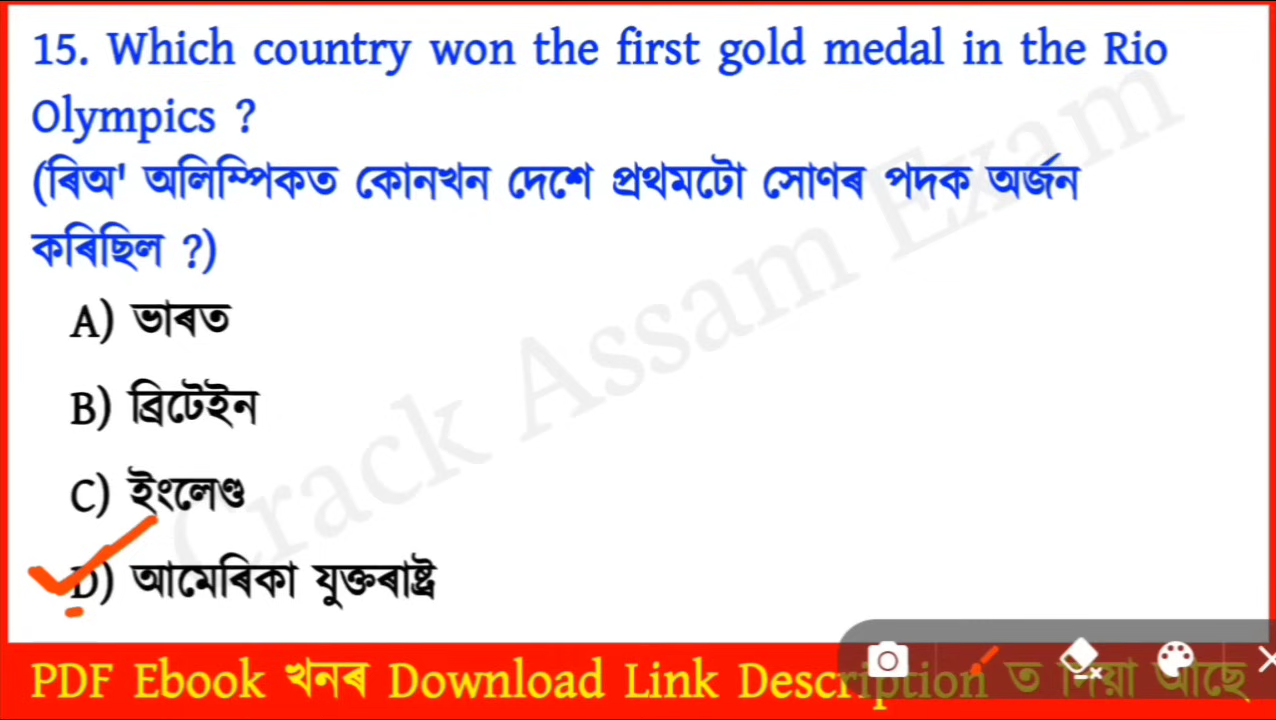 15. Which country won the first gold medal in the Rio
Olympics ?
(ৰিঅ' অলিম্পিকত কোনখন দেশে প্ৰথমটো সোণৰ পদক অৰ্জন
কৰিছিল ?)
A) ভাৰত
B) ব্ৰিটেইন
C) ইংলেণ্ড
D) আমেৰিকা যুক্তৰাষ্ট্ৰ
Crack Assam Exam
PDF Ebook খনৰ Download Link Description ত দিয়া আছে